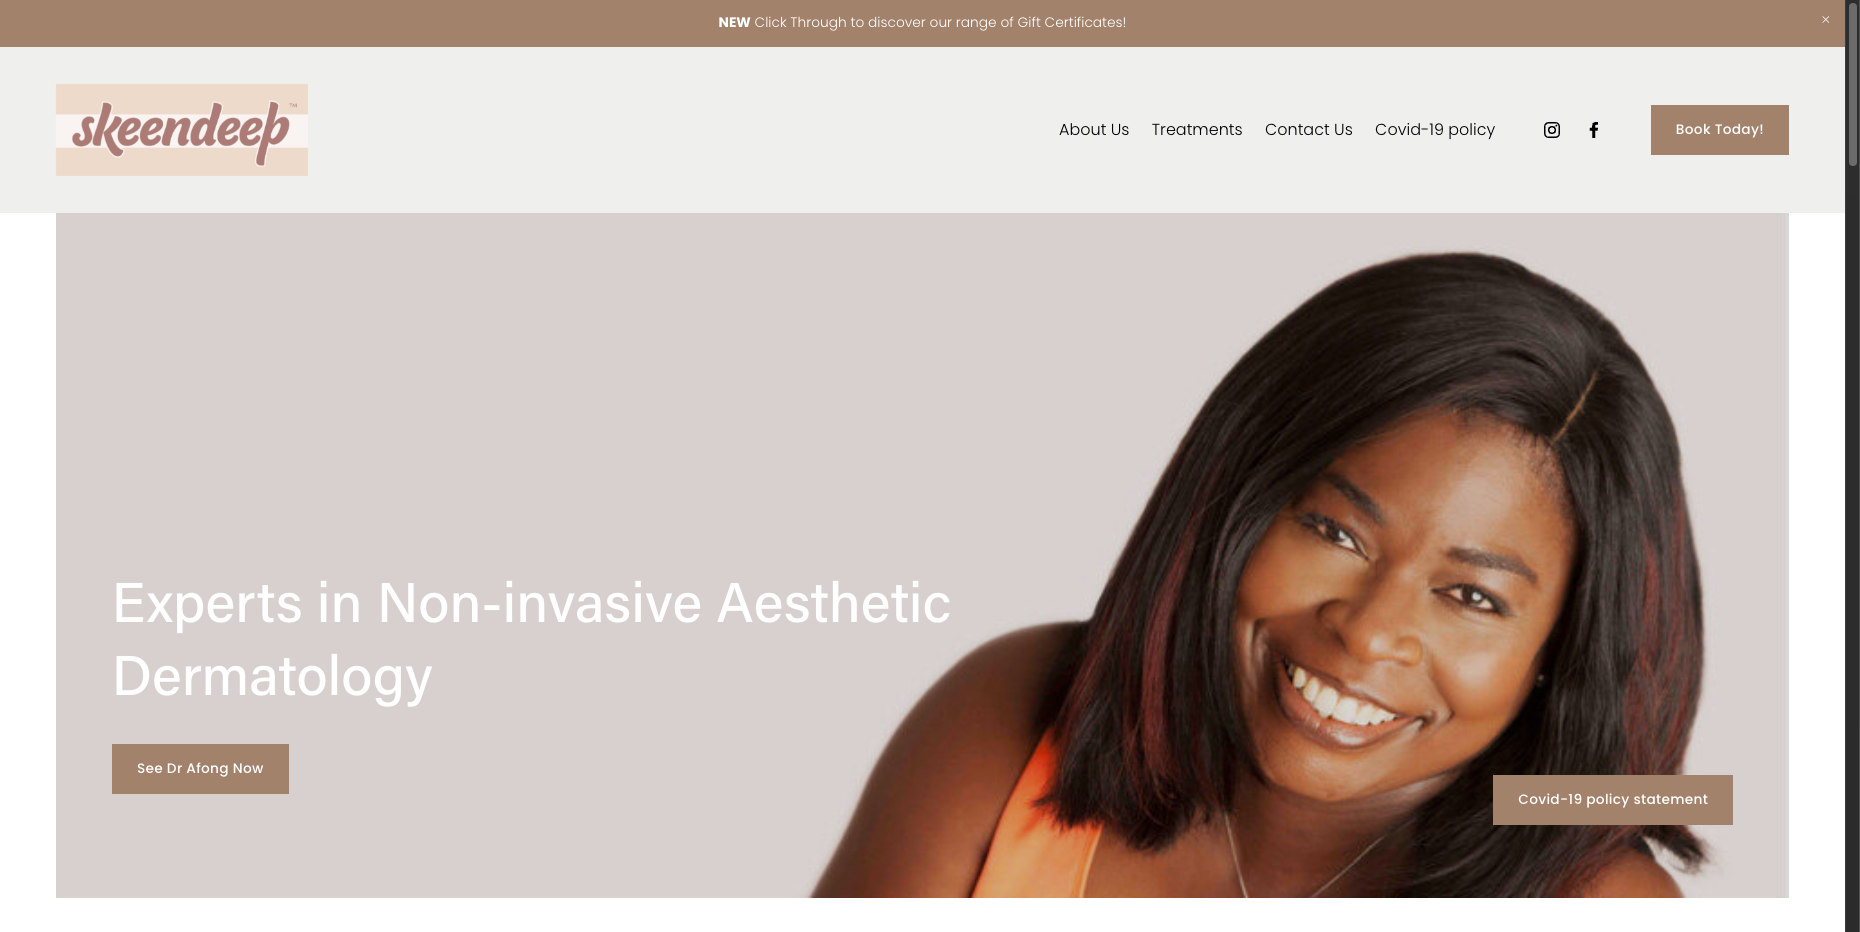 NEW Click Through to discover our range of Gift Certificates!
×
skeendeep™
About Us Treatments Contact Us Covid-19 policy Book Today!
Experts in Non-invasive Aesthetic
Dermatology
See Dr Afong Now
Covid-19 policy statement